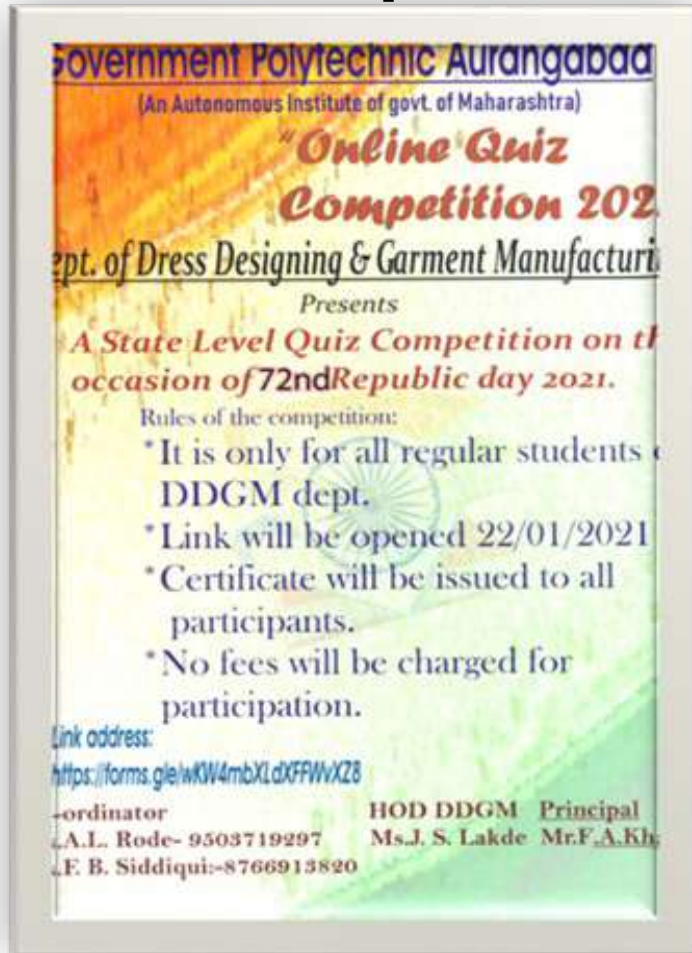 Government Polytechnic Aurangabad
(An Autonomous Institute of govt. of Maharashtra)
"Online Quiz
Competition 202
ept. of Dress Designing & Garment Manufacturi
Presents
A State Level Quiz Competition on th
occasion of 72nd Republic day 2021.
Rules of the competition:
*It is only for all regular students
DDGM dept.
*Link will be opened 22/01/2021
*Certificate will be issued to all
participants.
*No fees will be charged for
participation.
Link address:
https://forms.gle/wKW4mbXLdXFFWvXZ8
-ordinator HOD DDGM Principal
.A.L. Rode- 9503719297 Ms.J. S. Lakde Mr.F.A.Kh
.F. B. Siddiqui:-8766913820